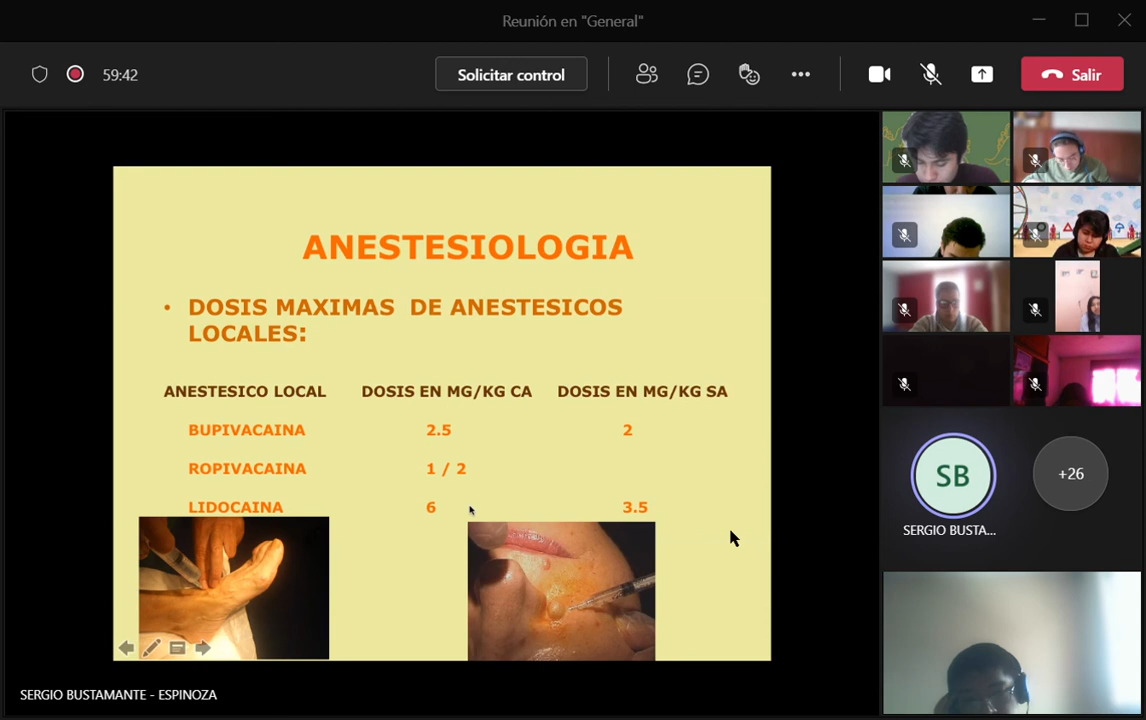 Reunión en "General"
59:42
Solicitar control
Salir
ANESTESIOLOGIA
• DOSIS MAXIMAS DE ANESTESICOS
LOCALES:
ANESTESICO LOCAL DOSIS EN MG/KG CA DOSIS EN MG/KG SA
BUPIVACAINA 2.5 2
ROPIVACAINA 1 / 2
LIDOCAINA 6 3.5
SB
+26
SERGIO BUSTA...
SERGIO BUSTAMANTE - ESPINOZA